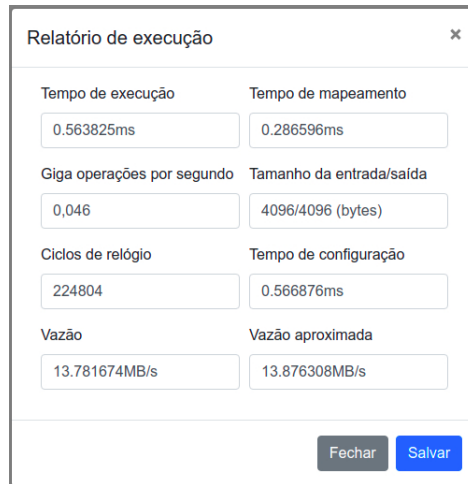 Relatório de execução ×
Tempo de execução Tempo de mapeamento
0.563825ms 0.286596ms
Giga operações por segundo Tamanho da entrada/saída
0,046 4096/4096 (bytes)
Ciclos de relógio Tempo de configuração
224804 0.566876ms
Vazão Vazão aproximada
13.781674MB/s 13.876308MB/s
Fechar Salvar